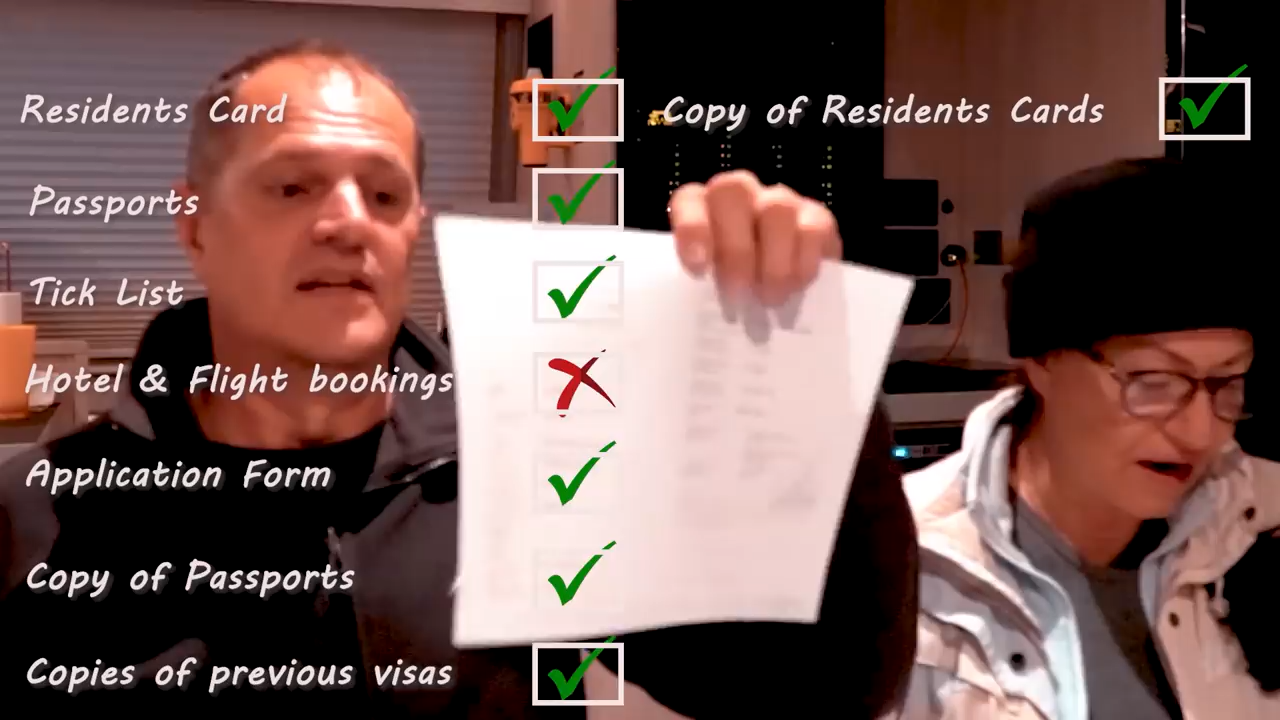 Residents Card
Copy of Residents Cards
Passports
Tick List
Hotel & Flight bookings
Application Form
Copy of Passports
Copies of previous visas